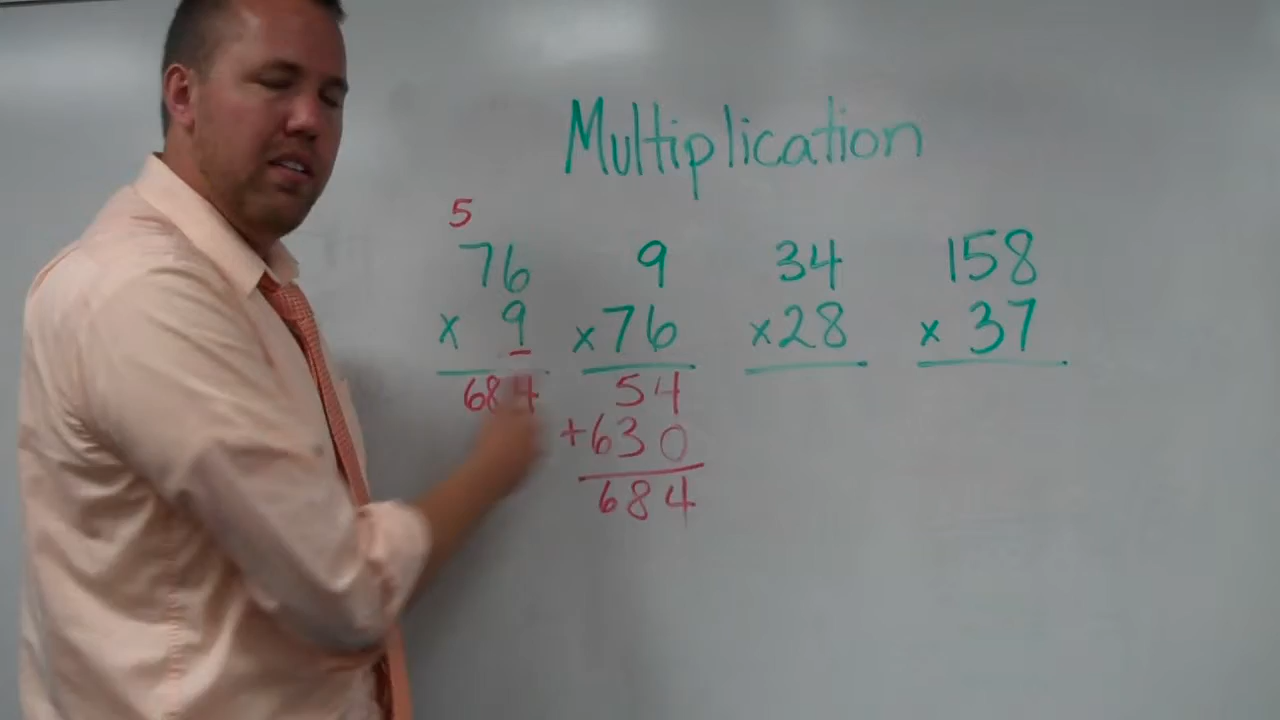 Multiplication
5
76 9 34 158
x 9 x76 x28 x 37
684 54
+630
684